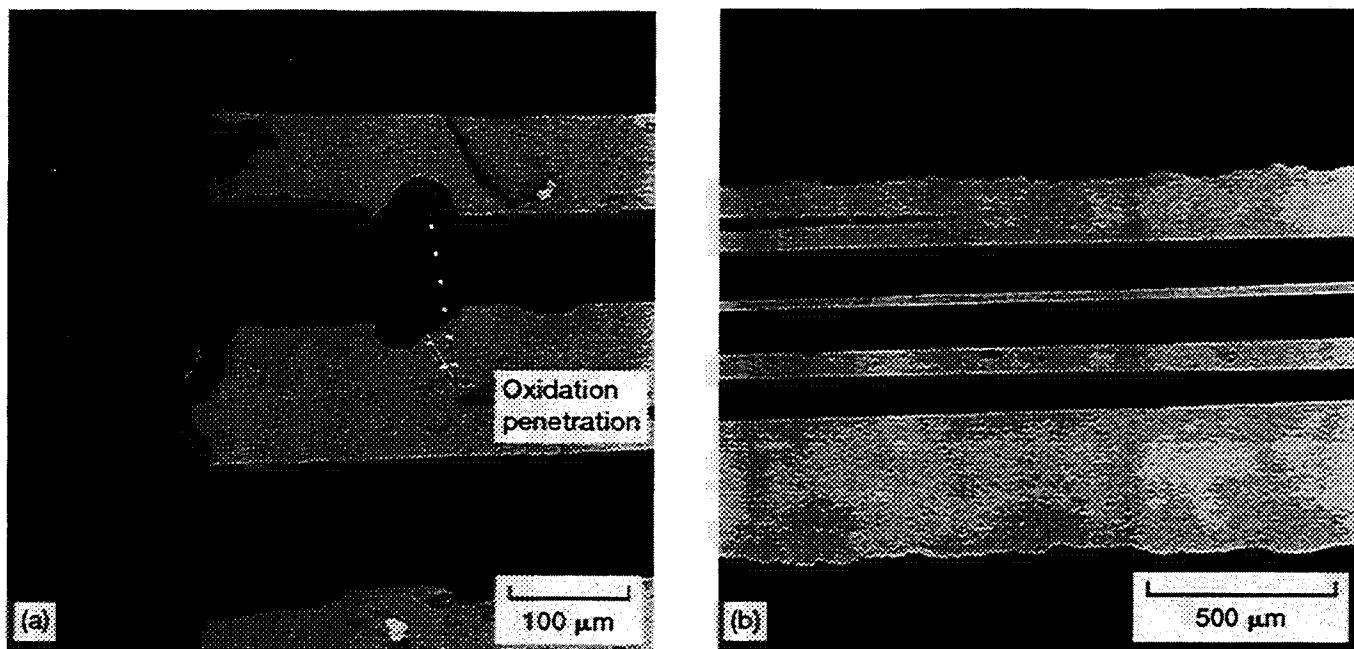 Oxidation
penetration
(a)
100 μm
(b)
500 μm